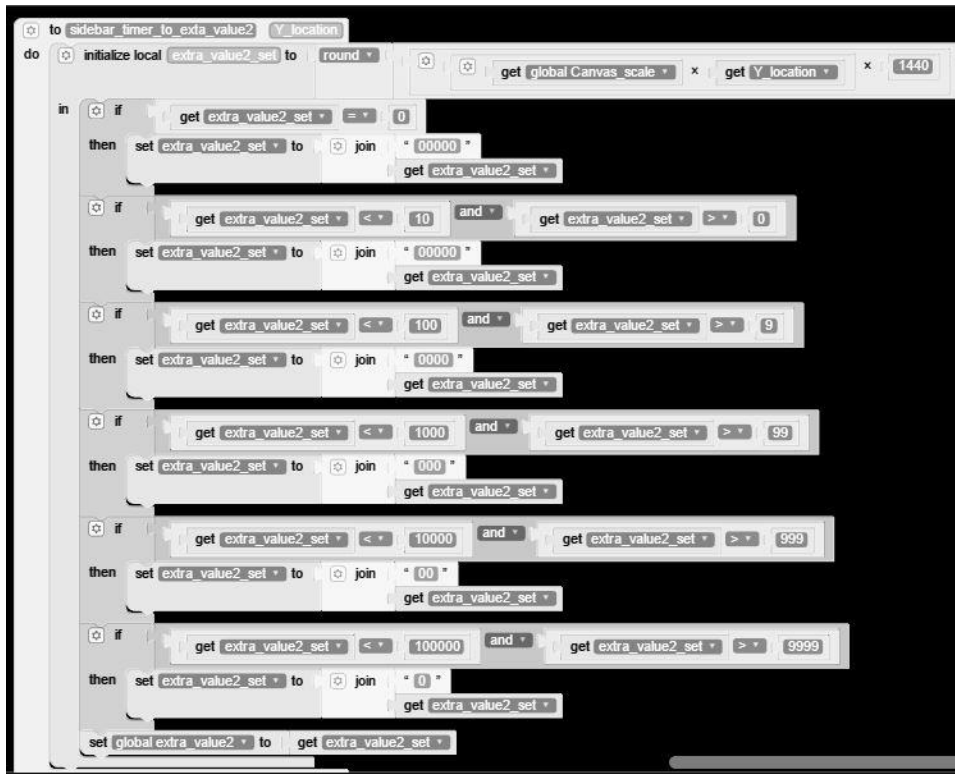 to sidebar_timer_to_exta_value2 Y_location
do initialize local extra_value2_set to round
get global Canvas_scale × get Y_location × 1440
in if get extra_value2_set = 0
then set extra_value2_set to join " 00000 "
get extra_value2_set
if get extra_value2_set < 10 and get extra_value2_set > 0
then set extra_value2_set to join " 00000 "
get extra_value2_set
if get extra_value2_set < 100 and get extra_value2_set > 9
then set extra_value2_set to join " 0000 "
get extra_value2_set
if get extra_value2_set < 1000 and get extra_value2_set > 99
then set extra_value2_set to join " 000 "
get extra_value2_set
if get extra_value2_set < 10000 and get extra_value2_set > 999
then set extra_value2_set to join " 00 "
get extra_value2_set
if get extra_value2_set < 100000 and get extra_value2_set > 9999
then set extra_value2_set to join " 0 "
get extra_value2_set
set global extra_value2 to get extra_value2_set